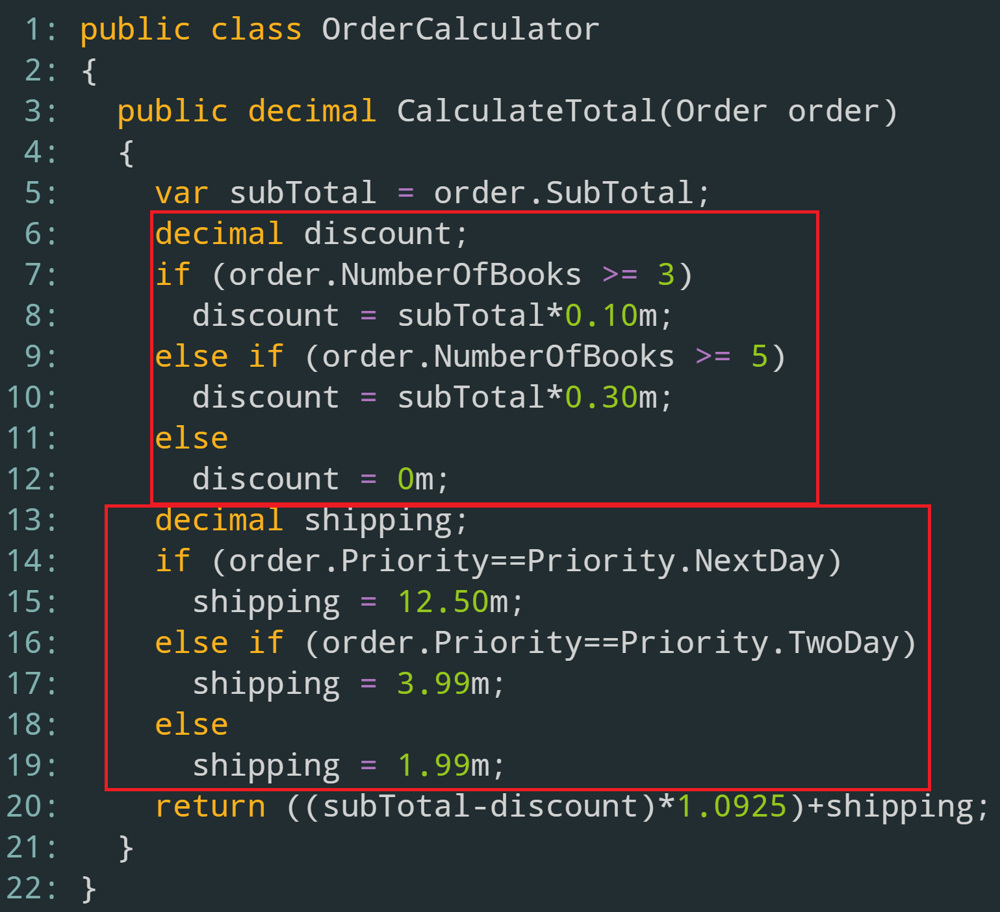 1: public class OrderCalculator
2: {
3:   public decimal CalculateTotal(Order order)
4:   {
5:     var subTotal = order.SubTotal;
6:     decimal discount;
7:     if (order.NumberOfBooks >= 3)
8:       discount = subTotal*0.10m;
9:     else if (order.NumberOfBooks >= 5)
10:       discount = subTotal*0.30m;
11:     else
12:       discount = 0m;
13:     decimal shipping;
14:     if (order.Priority==Priority.NextDay)
15:       shipping = 12.50m;
16:     else if (order.Priority==Priority.TwoDay)
17:       shipping = 3.99m;
18:     else
19:       shipping = 1.99m;
20:     return ((subTotal-discount)*1.0925)+shipping;
21:   }
22: }